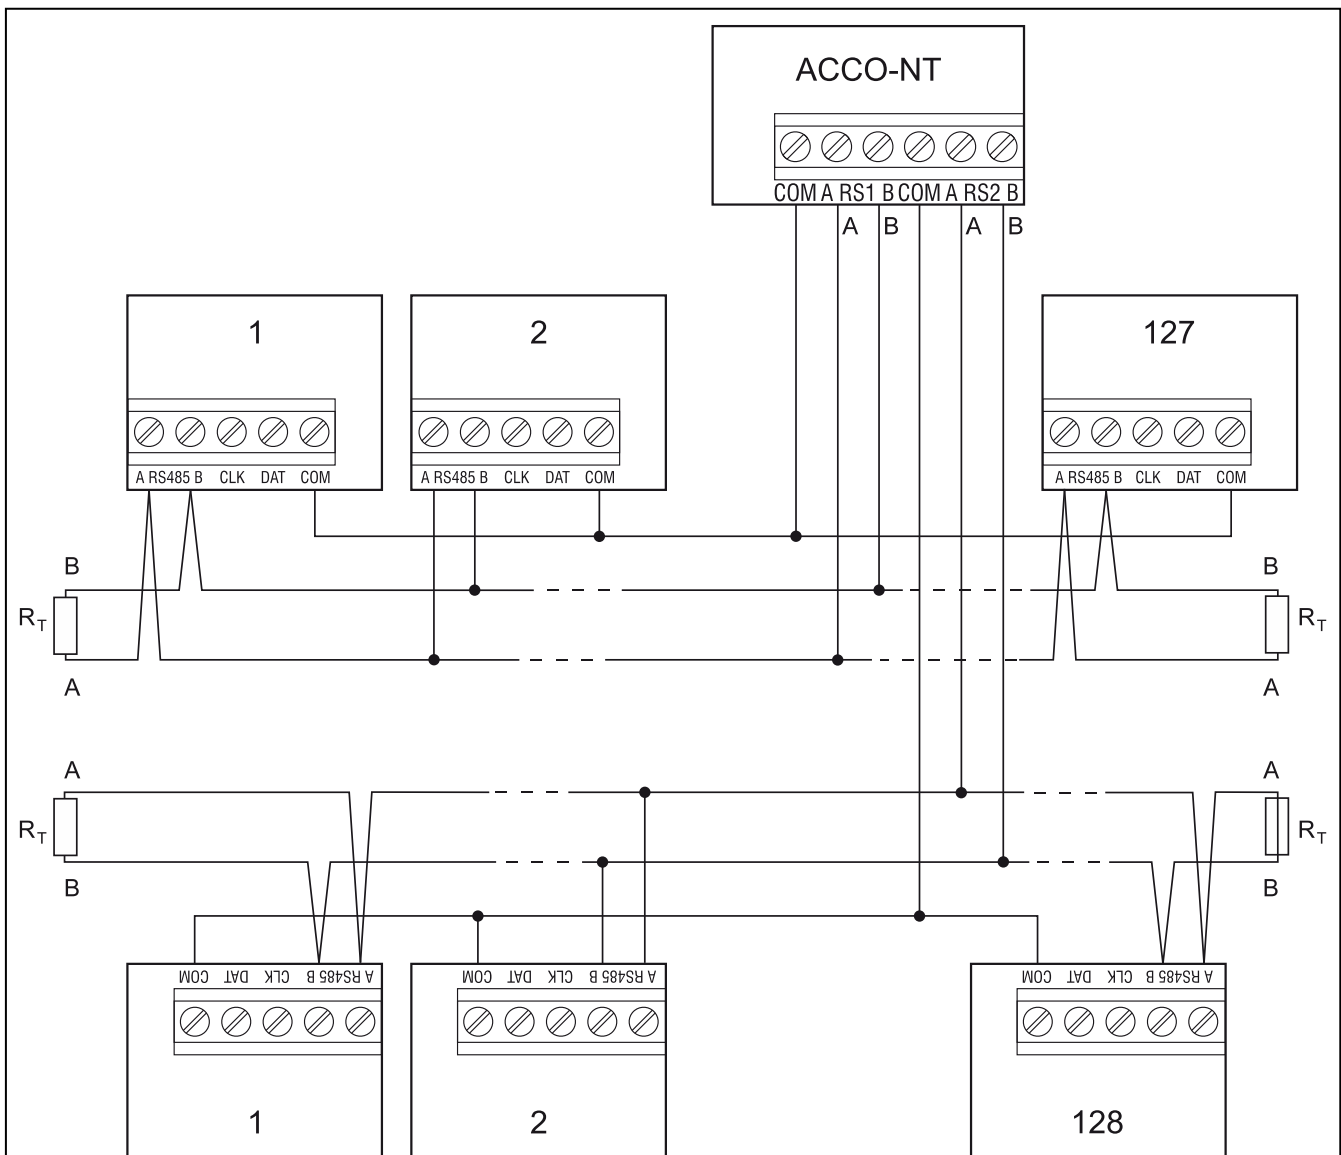 ACCO-NT
COM A RS1 B COM A RS2 B
A B A B
1 2 127
A RS485 B CLK DAT COM A RS485 B CLK DAT COM A RS485 B CLK DAT COM
B B
RT RT
A A
A A
RT RT
B B
COM DAT CLK B RS485 A COM DAT CLK B RS485 A COM DAT CLK B RS485 A
1 2 128